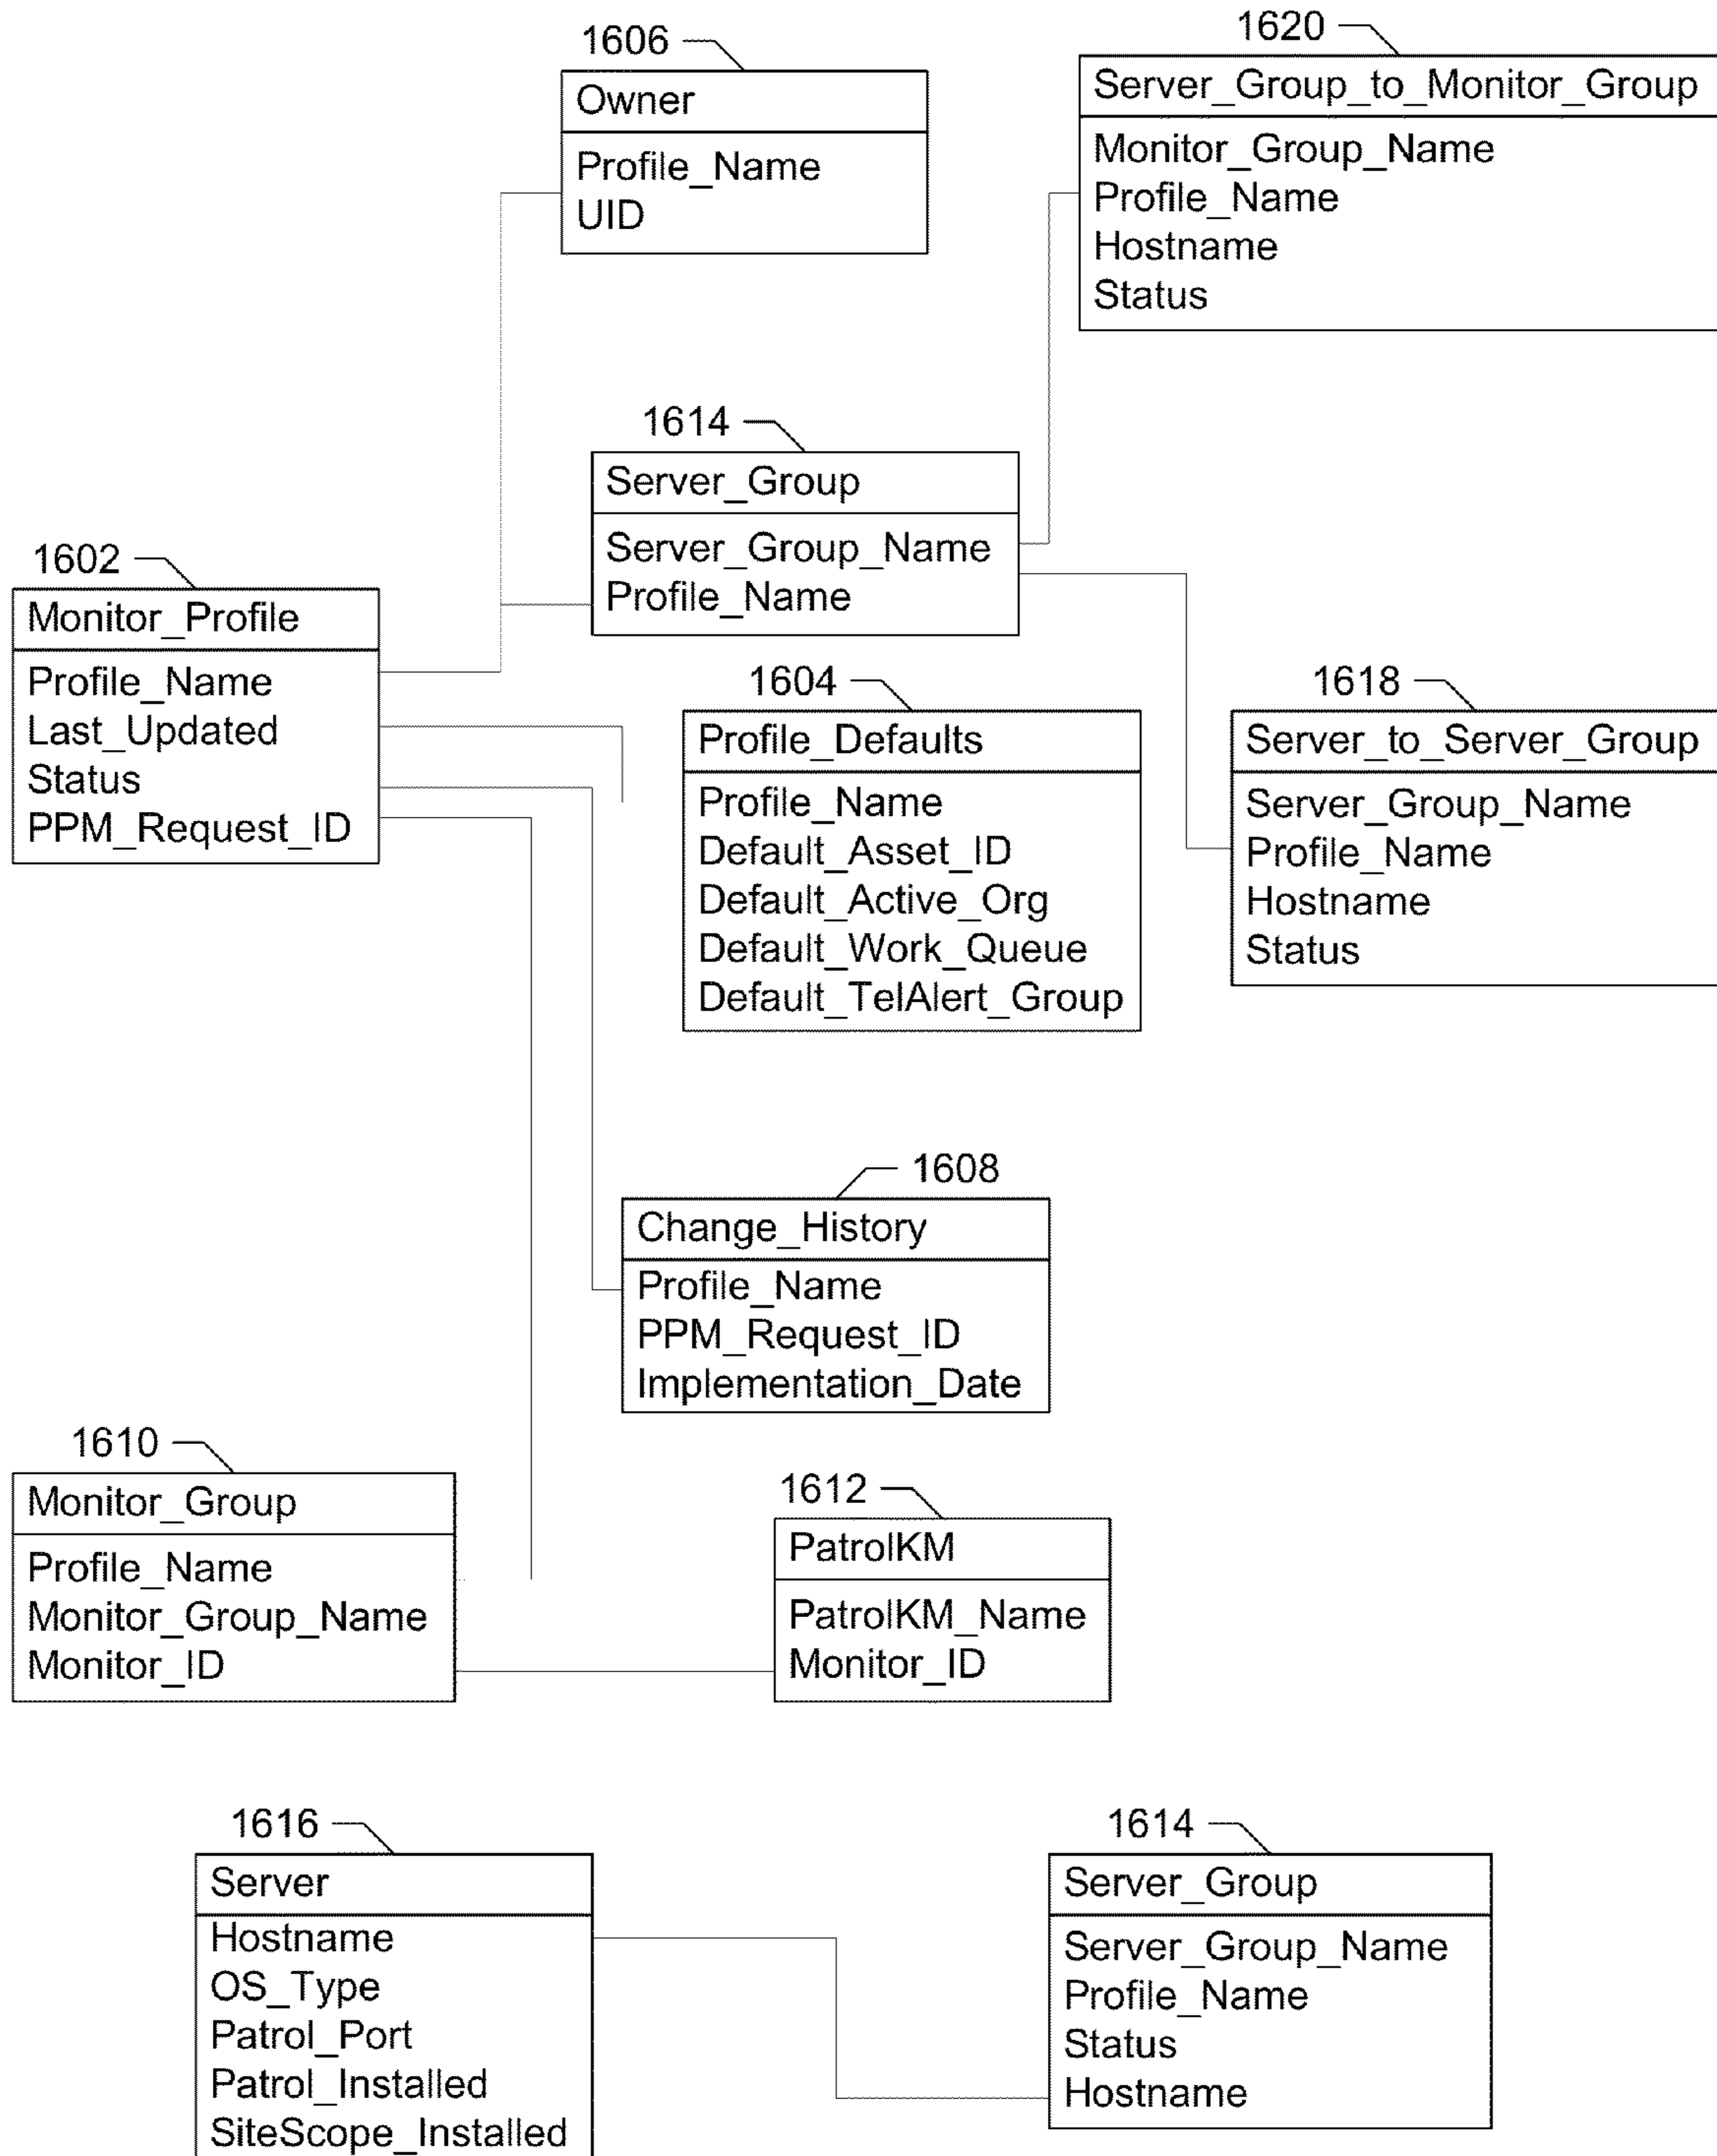 1606
Owner
Profile_Name
UID
1620
Server_Group_to_Monitor_Group
Monitor_Group_Name
Profile_Name
Hostname
Status
1614
Server_Group
Server_Group_Name
Profile_Name
1602
Monitor_Profile
Profile_Name
Last_Updated
Status
PPM_Request_ID
1604
Profile_Defaults
Profile_Name
Default_Asset_ID
Default_Active_Org
Default_Work_Queue
Default_TelAlert_Group
1618
Server_to_Server_Group
Server_Group_Name
Profile_Name
Hostname
Status
1608
Change_History
Profile_Name
PPM_Request_ID
Implementation_Date
1610
Monitor_Group
Profile_Name
Monitor_Group_Name
Monitor_ID
1612
PatrolKM
PatrolKM_Name
Monitor_ID
1616
Server
Hostname
OS_Type
Patrol_Port
Patrol_Installed
SiteScope_Installed
1614
Server_Group
Server_Group_Name
Profile_Name
Status
Hostname